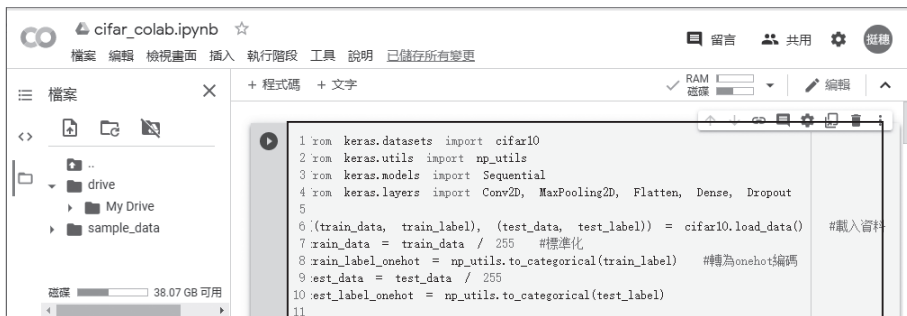 cifar_colab.ipynb
檔案 編輯 檢視畫面 插入 執行階段 工具 說明 已儲存所有變更
留言 共用 挺穗
檔案
+ 程式碼 + 文字
RAM
磁碟
編輯
..
drive
My Drive
sample_data
磁碟 38.07 GB 可用
1 rom keras.datasets import cifar10
2 rom keras.utils import np_utils
3 rom keras.models import Sequential
4 rom keras.layers import Conv2D, MaxPooling2D, Flatten, Dense, Dropout
5
6 (train_data, train_label), (test_data, test_label)) = cifar10.load_data() #載入資料
7 rain_data = train_data / 255 #標準化
8 rain_label_onehot = np_utils.to_categorical(train_label) #轉為onehot編碼
9 est_data = test_data / 255
10 est_label_onehot = np_utils.to_categorical(test_label)
11